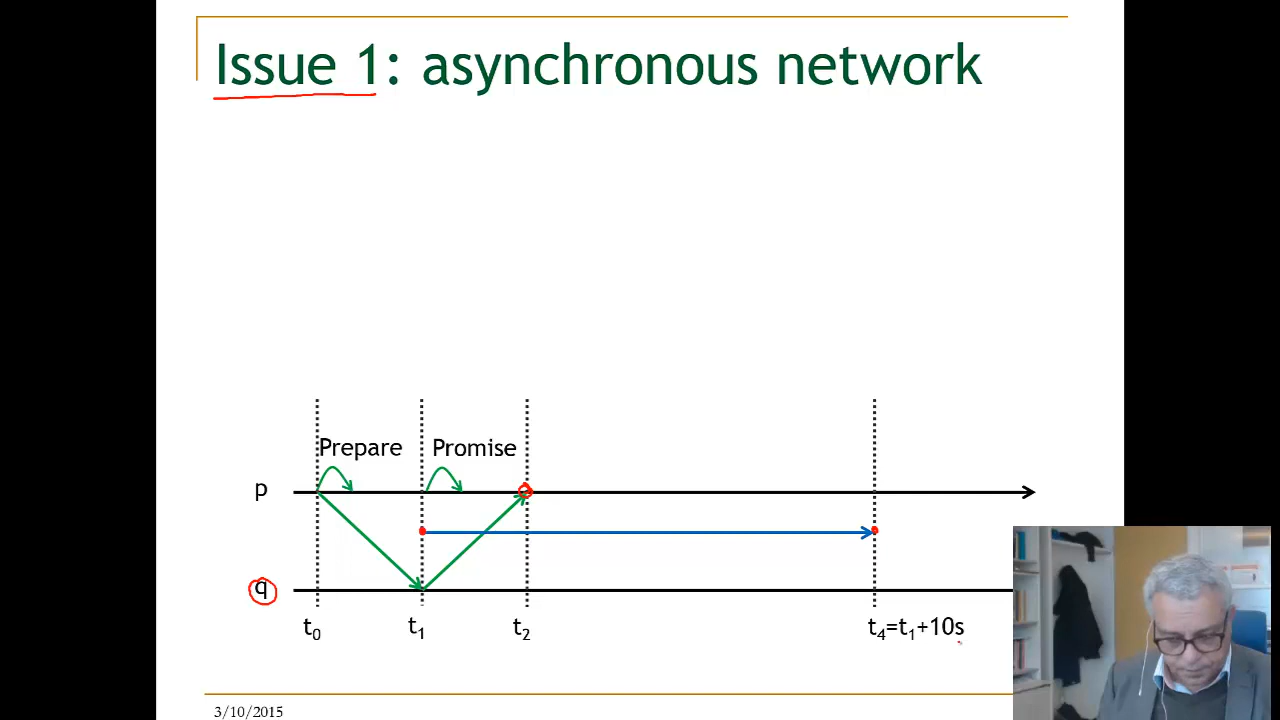 Issue 1: asynchronous network
Prepare Promise
p
q
t₀ t₁ t₂ t₄=t₁+10s
3/10/2015